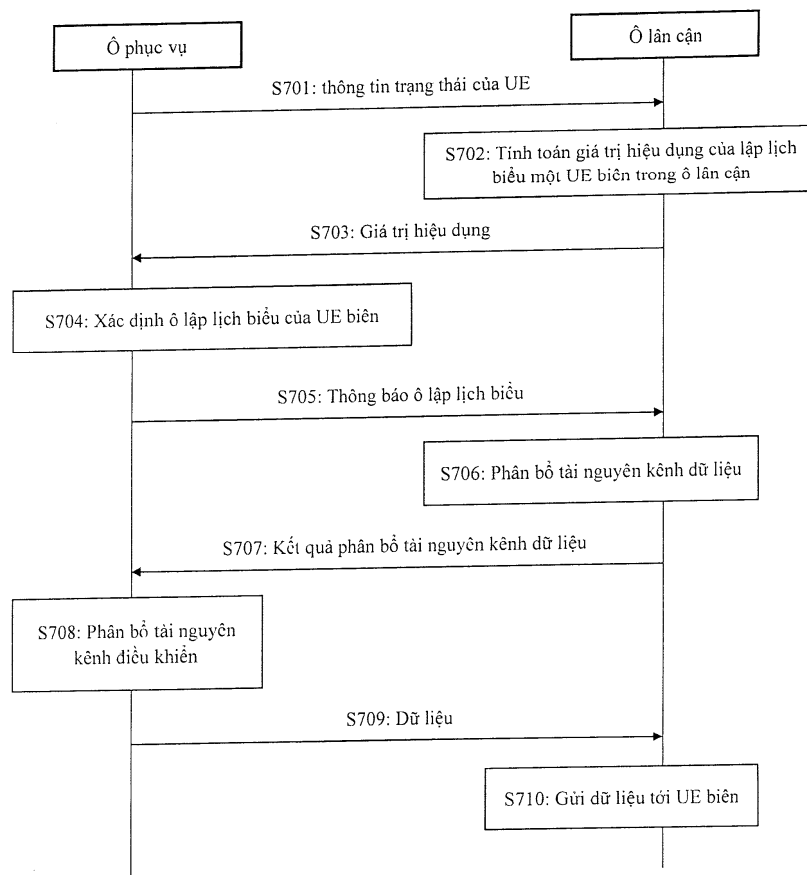 Ô phục vụ
Ô lân cận
S701: thông tin trạng thái của UE
S702: Tính toán giá trị hiệu dụng của lập lịch
biểu một UE biên trong ô lân cận
S703: Giá trị hiệu dụng
S704: Xác định ô lập lịch biểu của UE biên
S705: Thông báo ô lập lịch biểu
S706: Phân bổ tài nguyên kênh dữ liệu
S707: Kết quả phân bổ tài nguyên kênh dữ liệu
S708: Phân bổ tài nguyên
kênh điều khiển
S709: Dữ liệu
S710: Gửi dữ liệu tới UE biên